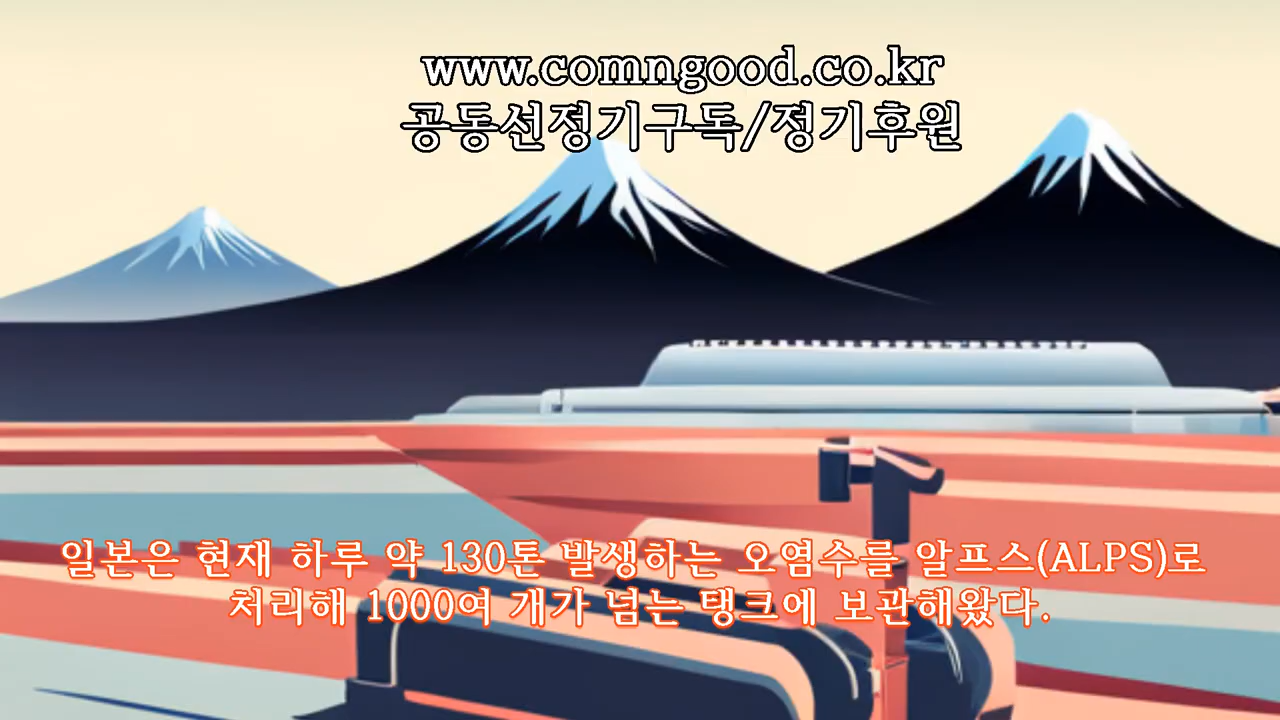 www.comngood.co.kr
공동선정기구독/정기후원
일본은 현재 하루 약 130톤 발생하는 오염수를 알프스(ALPS)로
처리해 1000여 개가 넘는 탱크에 보관해왔다.